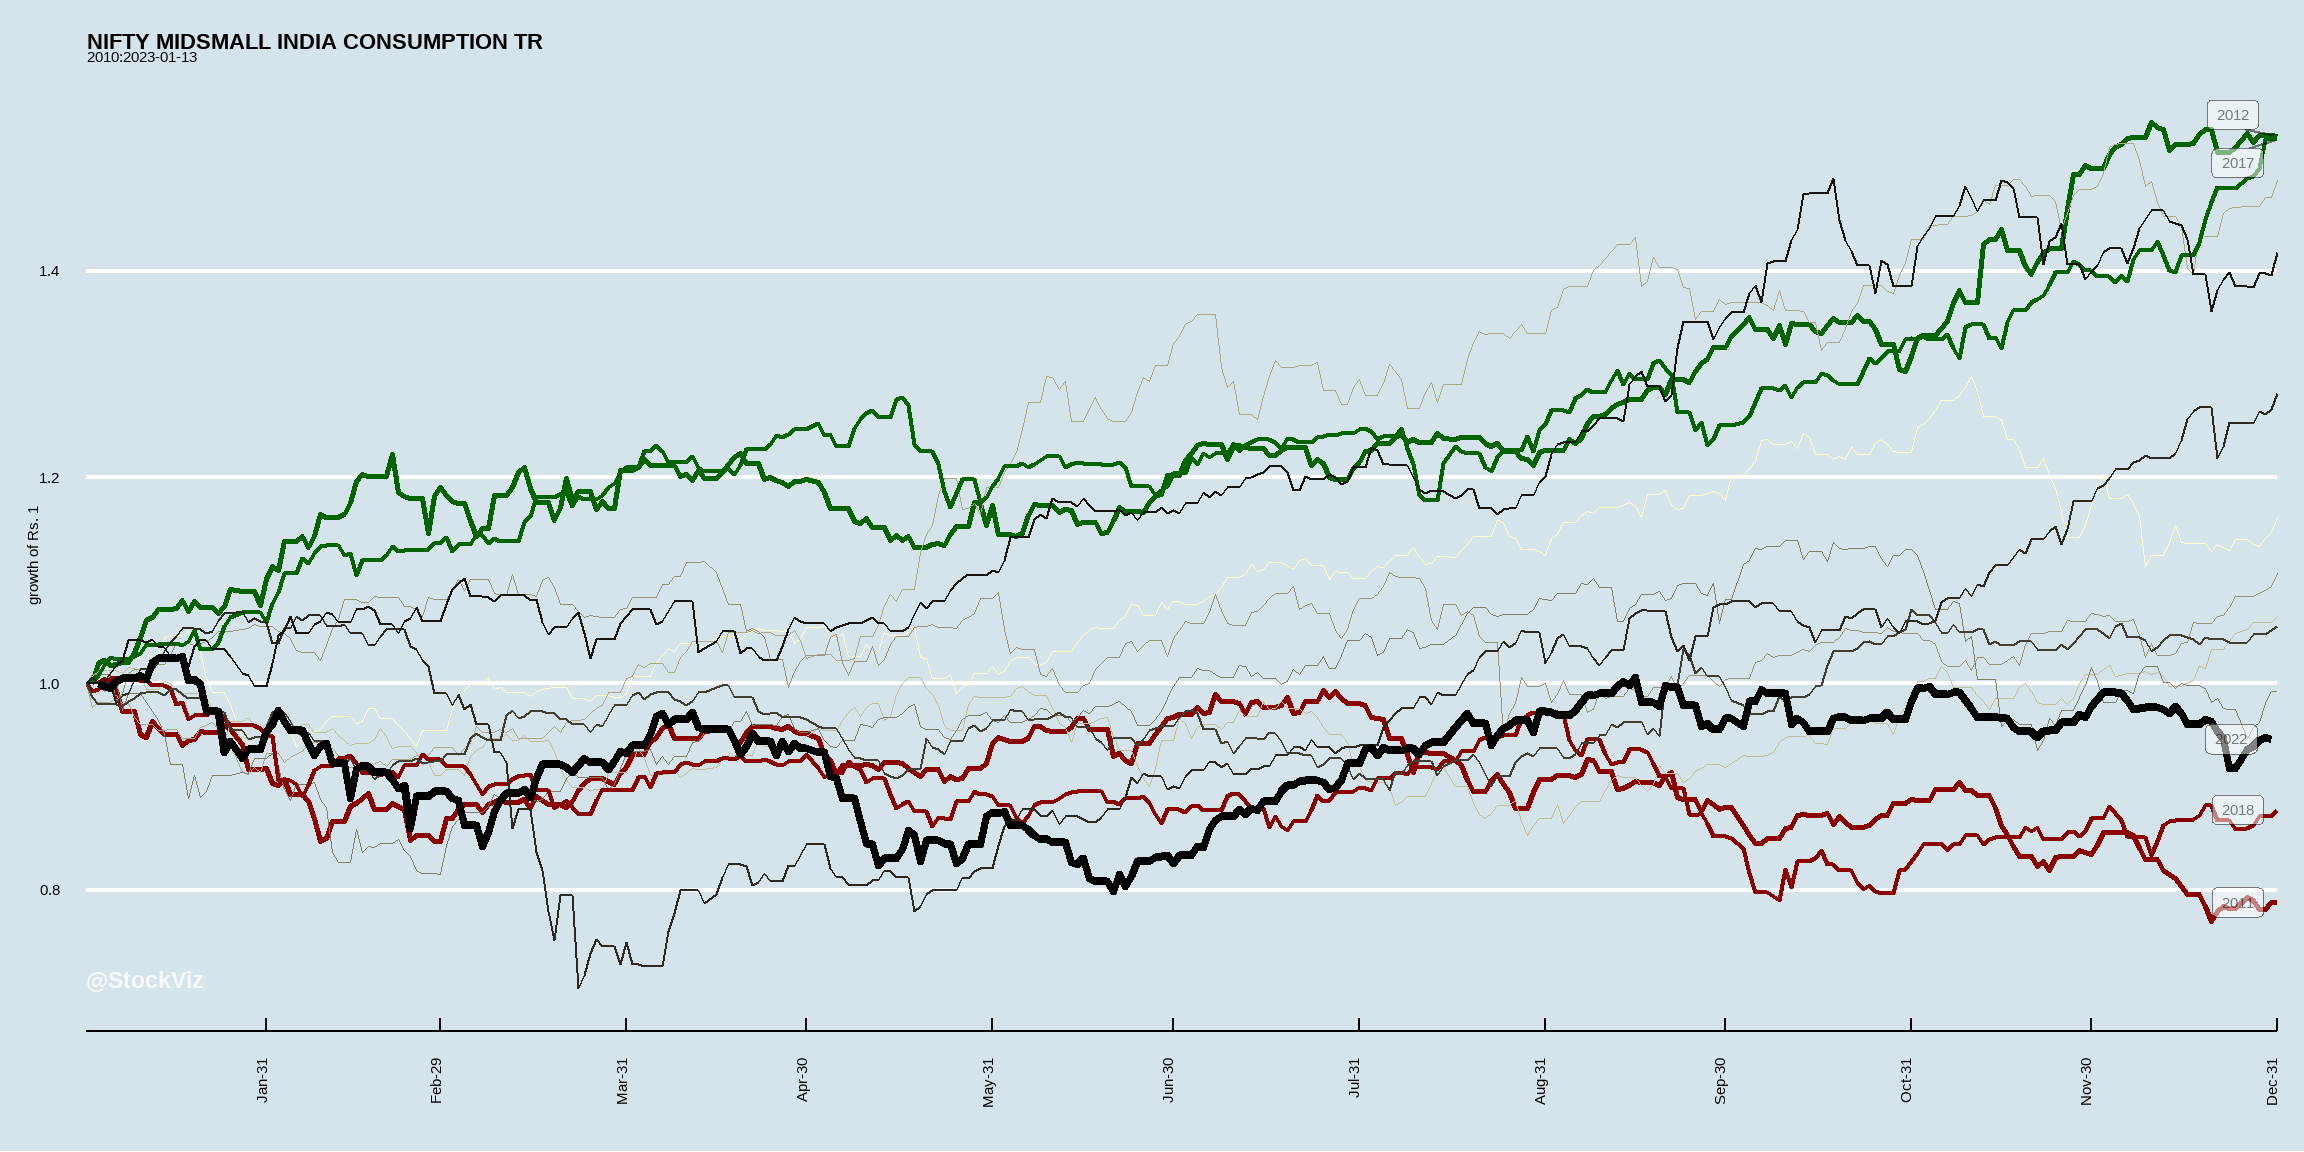 NIFTY MIDSMALL INDIA CONSUMPTION TR
2010:2023-01-13
2012
2017
1.4
1.2
growth of Rs. 1
1.0
2022
2018
0.8
2011
@StockViz
Jan-31
Feb-29
Mar-31
Apr-30
May-31
Jun-30
Jul-31
Aug-31
Sep-30
Oct-31
Nov-30
Dec-31